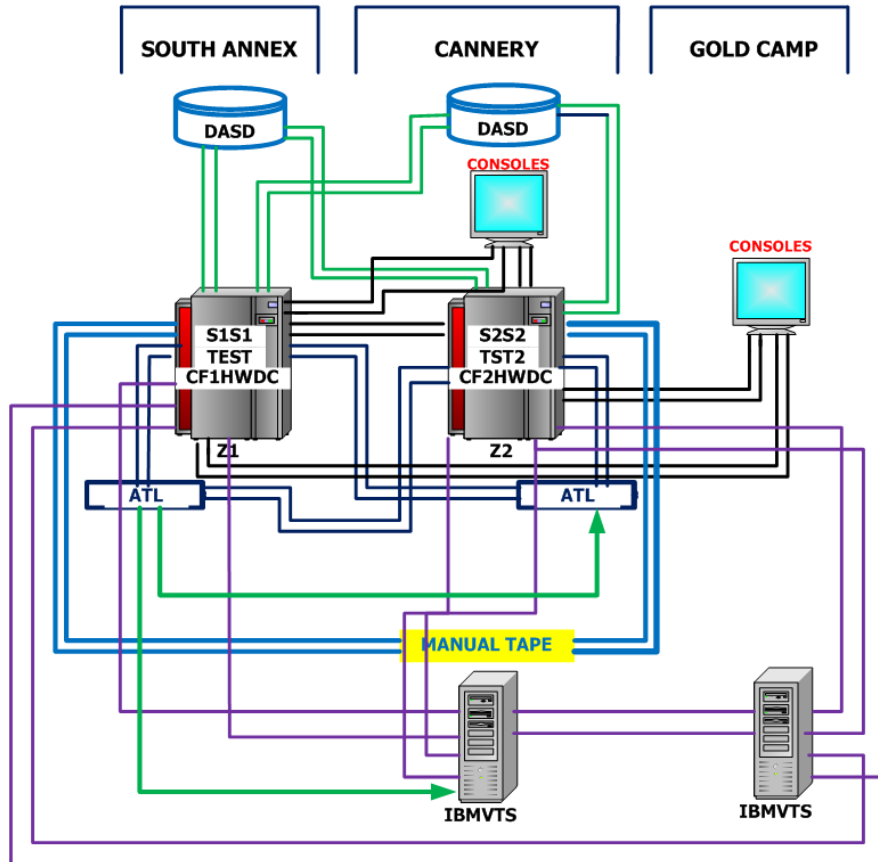 SOUTH ANNEX
CANNERY
GOLD CAMP
DASD
DASD
CONSOLES
CONSOLES
S1S1
TEST
CF1HWDC
Z1
S2S2
TST2
CF2HWDC
Z2
ATL
ATL
MANUAL TAPE
IBMVTS
IBMVTS